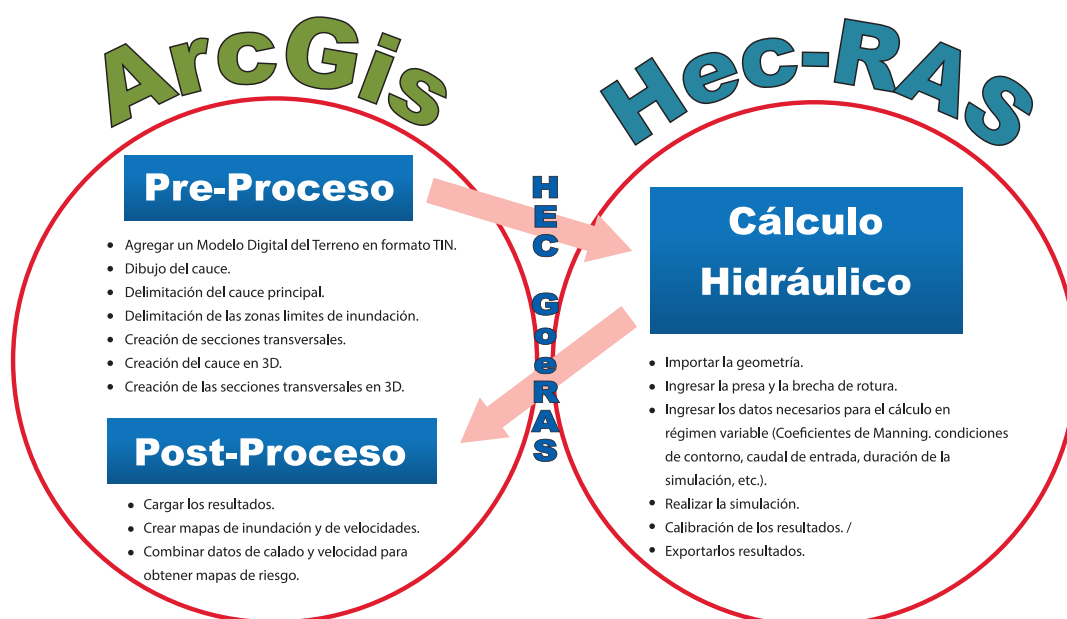 ArcGis
Pre-Proceso
• Agregar un Modelo Digital del Terreno en formato TIN.
• Dibujo del cauce.
• Delimitación del cauce principal.
• Delimitación de las zonas limites de inundación.
• Creación de secciones transversales.
• Creación del cauce en 3D.
• Creación de las secciones transversales en 3D.
Post-Proceso
• Cargar los resultados.
• Crear mapas de inundación y de velocidades.
• Combinar datos de calado y velocidad para
obtener mapas de riesgo.
HEC GoeRAS
Hec-RAS
Cálculo
Hidráulico
• Importar la geometría.
• Ingresar la presa y la brecha de rotura.
• Ingresar los datos necesarios para el cálculo en
régimen variable (Coeficientes de Manning. condiciones
de contorno, caudal de entrada, duración de la
simulación, etc.).
• Realizar la simulación.
• Calibración de los resultados. /
• Exportarlos resultados.